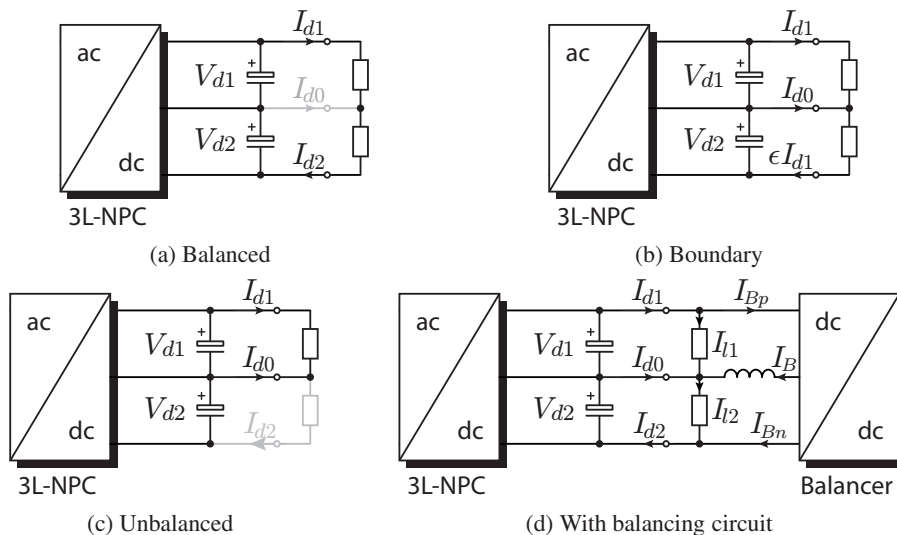 ac
dc
3L-NPC
+
V_{d1}
+
V_{d2}
I_{d1}
I_{d0}
I_{d2}
(a) Balanced
ac
dc
3L-NPC
+
V_{d1}
+
V_{d2}
I_{d1}
I_{d0}
ϵI_{d1}
(b) Boundary
ac
dc
3L-NPC
+
V_{d1}
+
V_{d2}
I_{d1}
I_{d0}
I_{d2}
(c) Unbalanced
ac
dc
3L-NPC
+
V_{d1}
+
V_{d2}
I_{d1}
I_{d0}
I_{d2}
I_{Bp}
I_{l1}
I_{B}
I_{l2}
I_{Bn}
dc
dc
Balancer
(d) With balancing circuit